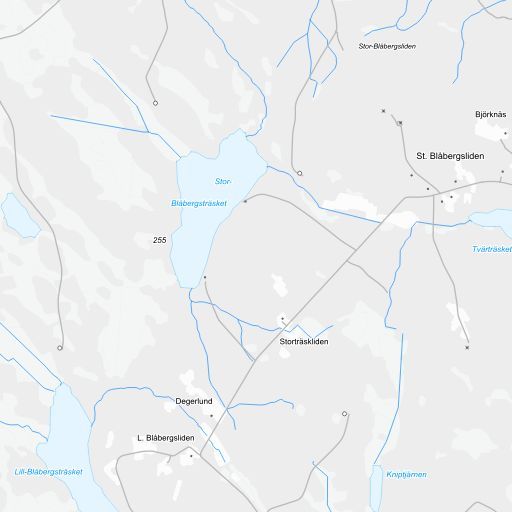 Stor-Blåbergsliden
Björknäs
St. Blåbergsliden
Stor-
Blåbergsträsket
255
Tvärträsket
Storträskliden
Degerlund
L. Blåbergsliden
Lill-Blåbergsträsket
Kniptjärnen